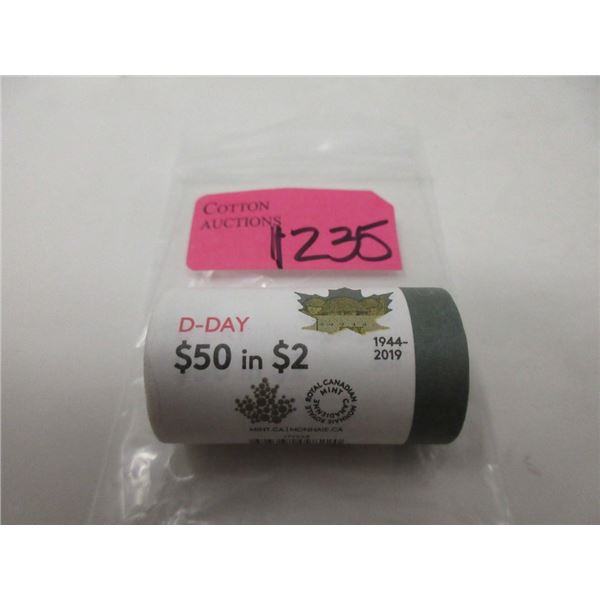 COTTON
AUCTIONS
1235
D-DAY
$50 in $2
1944-
2019
ROYAL CANADIAN MINT
MONNAIE ROYALE CANADIENNE
MINT.CA | MONNAIE.CA